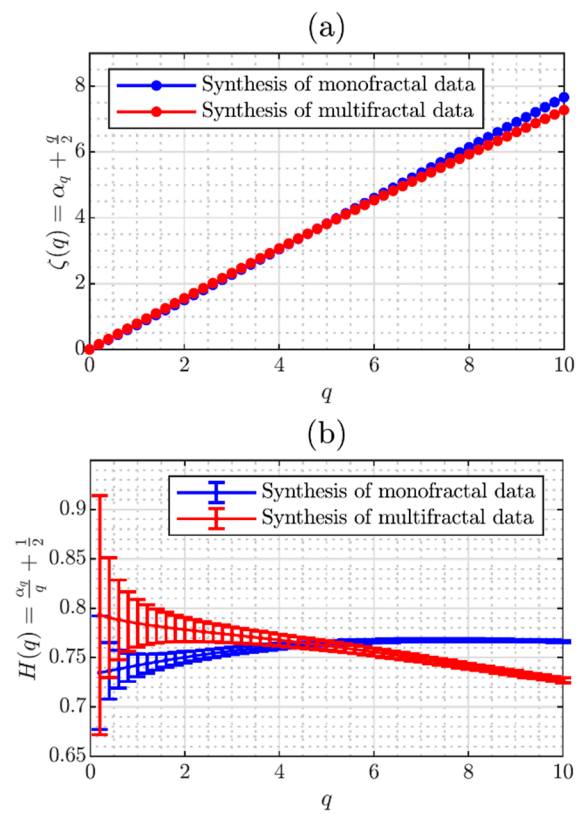 (a)
ζ(q) = α_q + q/2
8
6
4
2
0
Synthesis of monofractal data
Synthesis of multifractal data
0 2 4 6 8 10
q
(b)
H(q) = α_q/q + 1/2
0.9
0.85
0.8
0.75
0.7
0.65
Synthesis of monofractal data
Synthesis of multifractal data
0 2 4 6 8 10
q